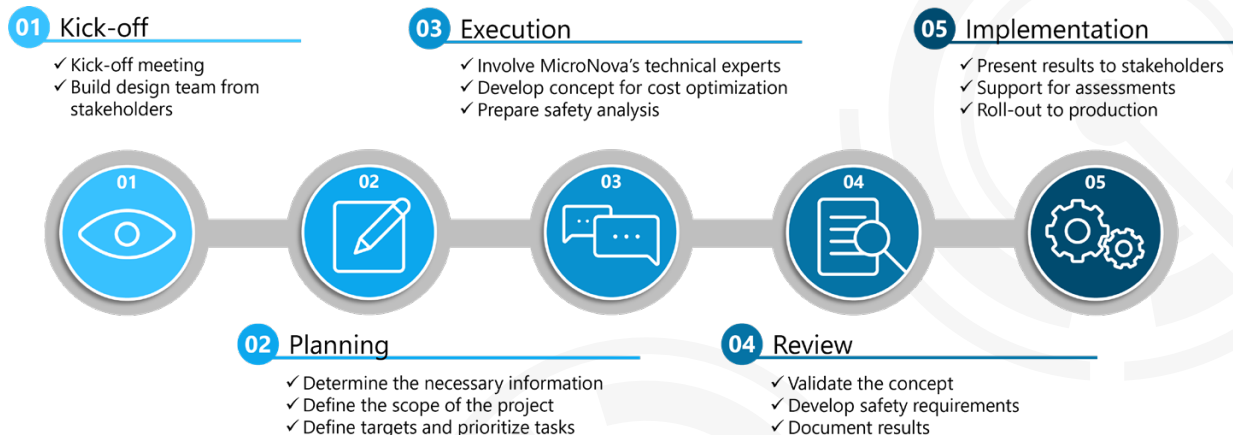 01 Kick-off
✓ Kick-off meeting
✓ Build design team from
stakeholders
03 Execution
✓ Involve MicroNova's technical experts
✓ Develop concept for cost optimization
✓ Prepare safety analysis
05 Implementation
✓ Present results to stakeholders
✓ Support for assessments
✓ Roll-out to production
01
02
03
04
05
02 Planning
✓ Determine the necessary information
✓ Define the scope of the project
✓ Define targets and prioritize tasks
04 Review
✓ Validate the concept
✓ Develop safety requirements
✓ Document results